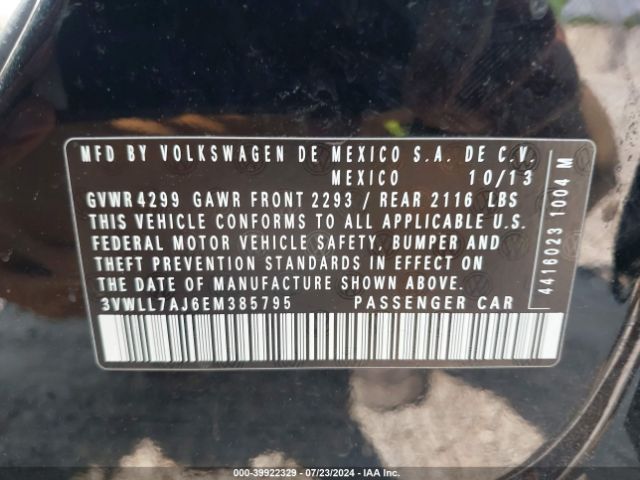 MFD BY VOLKSWAGEN DE MEXICO S.A. DE C.V.
MEXICO 10/13
GVWR 4299 GAWR FRONT 2293 / REAR 2116 LBS
THIS VEHICLE CONFORMS TO ALL APPLICABLE U.S.
FEDERAL MOTOR VEHICLE SAFETY, BUMPER AND
THEFT PREVENTION STANDARDS IN EFFECT ON
THE DATE OF MANUFACTURE SHOWN ABOVE.
3VWLL7AJ6EM385795 PASSENGER CAR
4416023 1004 M
000-39922329 - 07/23/2024 - IAA Inc.